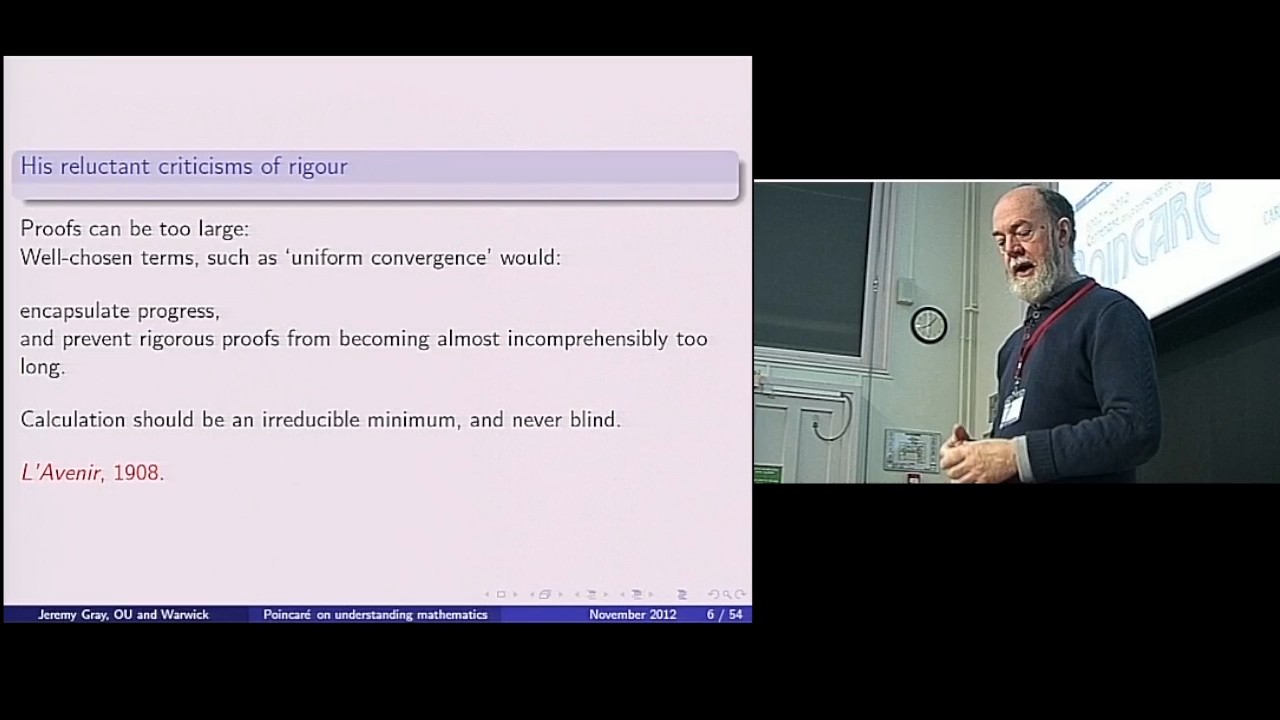 His reluctant criticisms of rigour
Proofs can be too large:
Well-chosen terms, such as ‘uniform convergence’ would:
encapsulate progress,
and prevent rigorous proofs from becoming almost incomprehensibly too
long.
Calculation should be an irreducible minimum, and never blind.
L’Avenir, 1908.
Jeremy Gray, OU and Warwick Poincaré on understanding mathematics November 2012 6 / 54
POINCARÉ